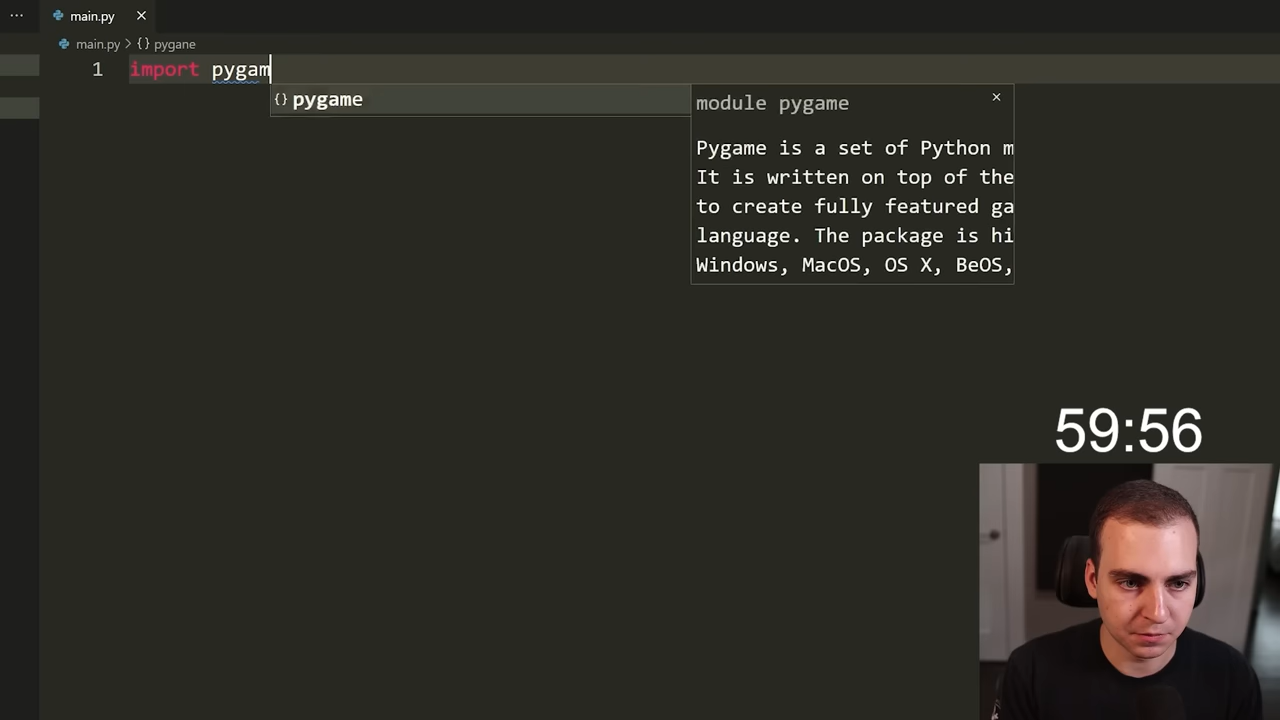 ··· main.py ×
main.py > {} pygane
1 import pygam
{} pygame
module pygame ×
Pygame is a set of Python m
It is written on top of the
to create fully featured ga
language. The package is hi
Windows, MacOS, OS X, BeOS,
59:56